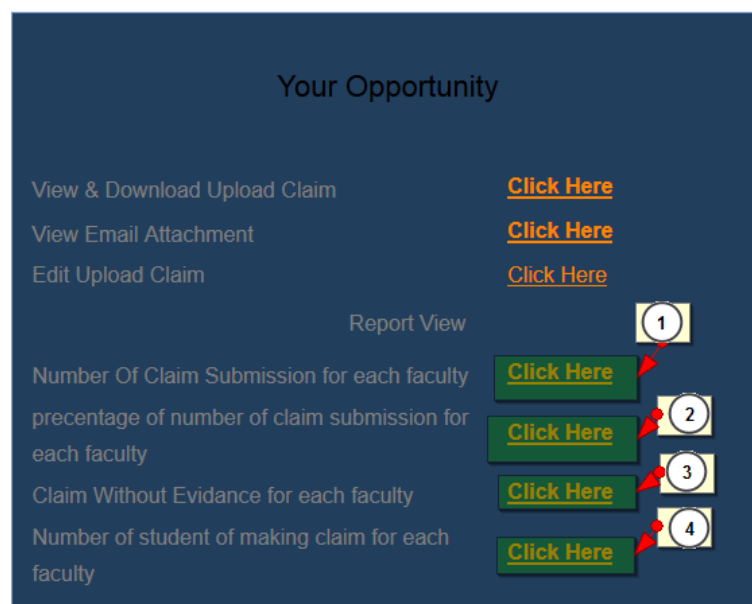 Your Opportunity
View & Download Upload Claim Click Here
View Email Attachment Click Here
Edit Upload Claim Click Here
Report View
1
Number Of Claim Submission for each faculty Click Here
precentage of number of claim submission for
each faculty
Click Here
2
Claim Without Evidance for each faculty Click Here
3
Number of student of making claim for each
faculty
Click Here
4